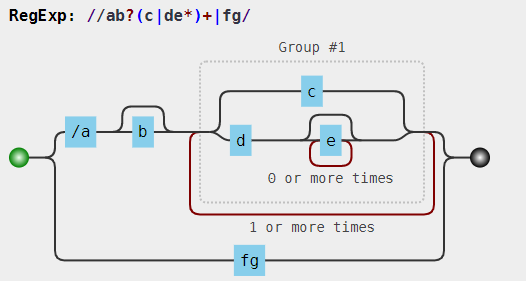 RegExp: //ab?(c|de*)+|fg/
Group #1
c
/a
b
d
e
0 or more times
1 or more times
fg